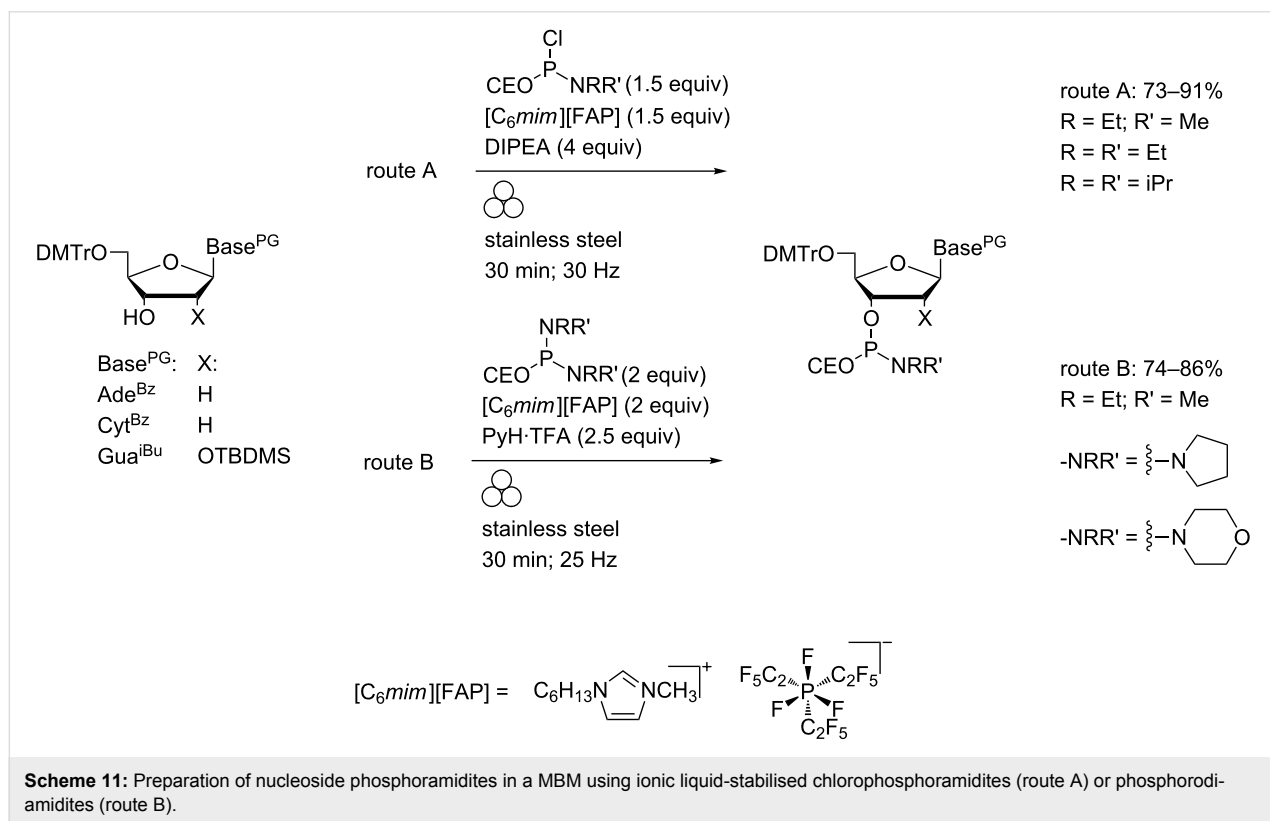 Cl
P
CEO NRR' (1.5 equiv)
[C6mim][FAP] (1.5 equiv)
DIPEA (4 equiv)
route A
stainless steel
30 min; 30 Hz
route A: 73–91%
R = Et; R' = Me
R = R' = Et
R = R' = iPr
DMTrO O Base^PG
HO X
Base^PG: X:
Ade^Bz H
Cyt^Bz H
Gua^iBu OTBDMS
NRR'
P
CEO NRR' (2 equiv)
[C6mim][FAP] (2 equiv)
PyH·TFA (2.5 equiv)
route B
stainless steel
30 min; 25 Hz
DMTrO O Base^PG
O X
P
CEO NRR'
route B: 74–86%
R = Et; R' = Me
-NRR' = N
-NRR' = N O
[C6mim][FAP] = C6H13N NCH3 +
F −
F5C2 P C2F5
F F
C2F5
Scheme 11: Preparation of nucleoside phosphoramidites in a MBM using ionic liquid-stabilised chlorophosphoramidites (route A) or phosphorodi-
amidites (route B).